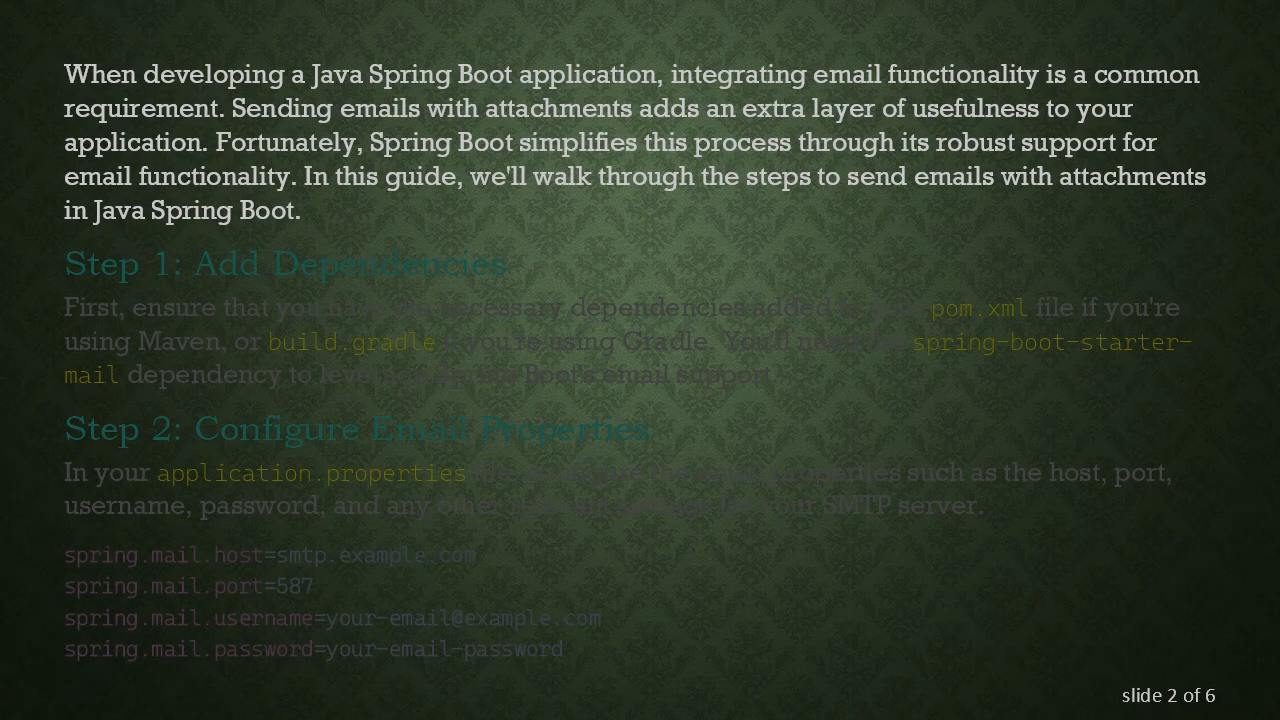 When developing a Java Spring Boot application, integrating email functionality is a common
requirement. Sending emails with attachments adds an extra layer of usefulness to your
application. Fortunately, Spring Boot simplifies this process through its robust support for
email functionality. In this guide, we'll walk through the steps to send emails with attachments
in Java Spring Boot.
Step 1: Add Dependencies
First, ensure that you have the necessary dependencies added to your pom.xml file if you're
using Maven, or build.gradle if you're using Gradle. You'll need the spring-boot-starter-
mail dependency to leverage Spring Boot's email support.
Step 2: Configure Email Properties
In your application.properties file, configure the email properties such as the host, port,
username, password, and any other relevant settings for your SMTP server.
spring.mail.host=smtp.example.com
spring.mail.port=587
spring.mail.username=your-email@example.com
spring.mail.password=your-email-password
slide 2 of 6